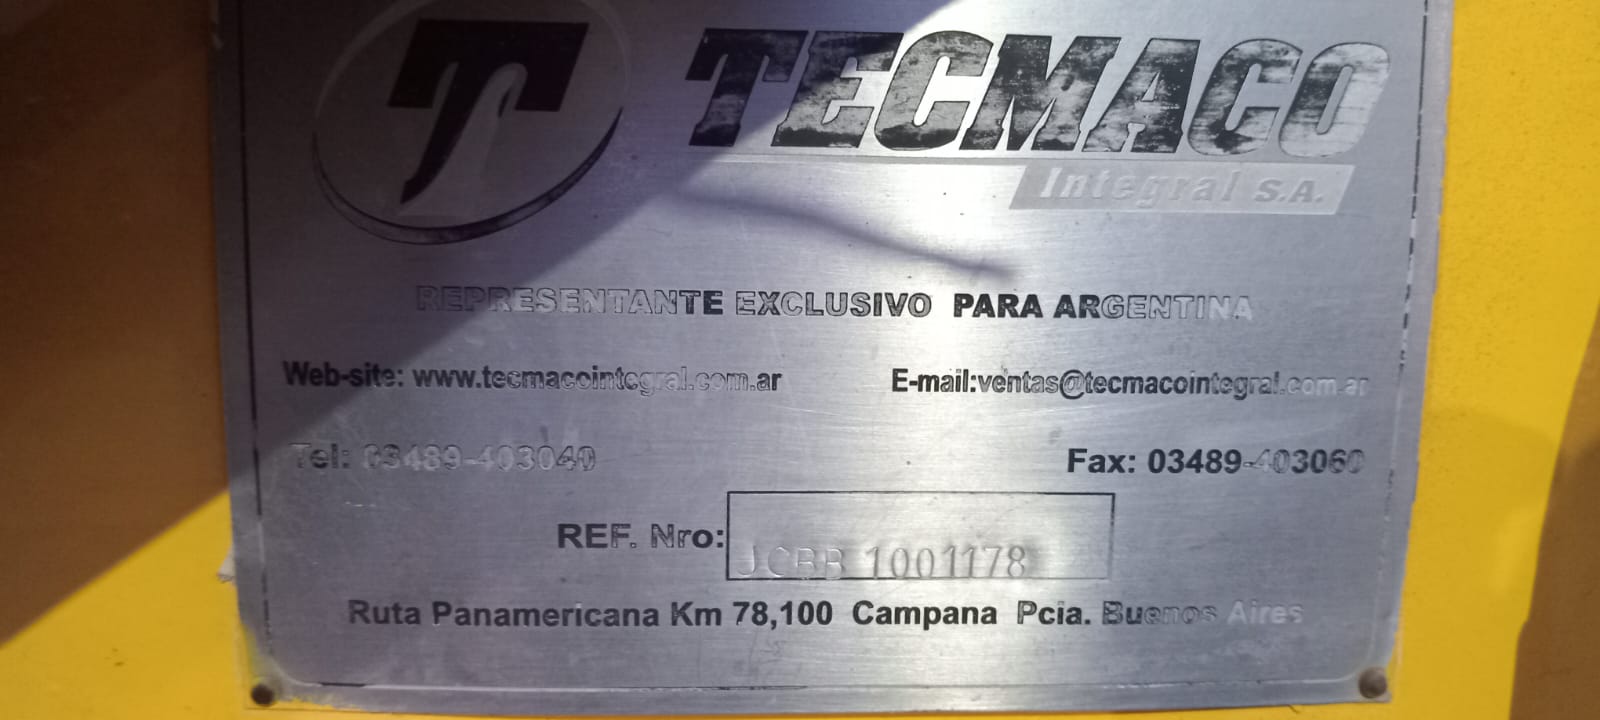 T TECMACO
Integral S.A.
REPRESENTANTE EXCLUSIVO PARA ARGENTINA
Web-site: www.tecmacointegral.com.ar E-mail:ventas@tecmacointegral.com.ar
Tel: 03489-403040 Fax: 03489-403060
REF. Nro: JCBB 1001178
Ruta Panamericana Km 78,100 Campana Pcia. Buenos Aires